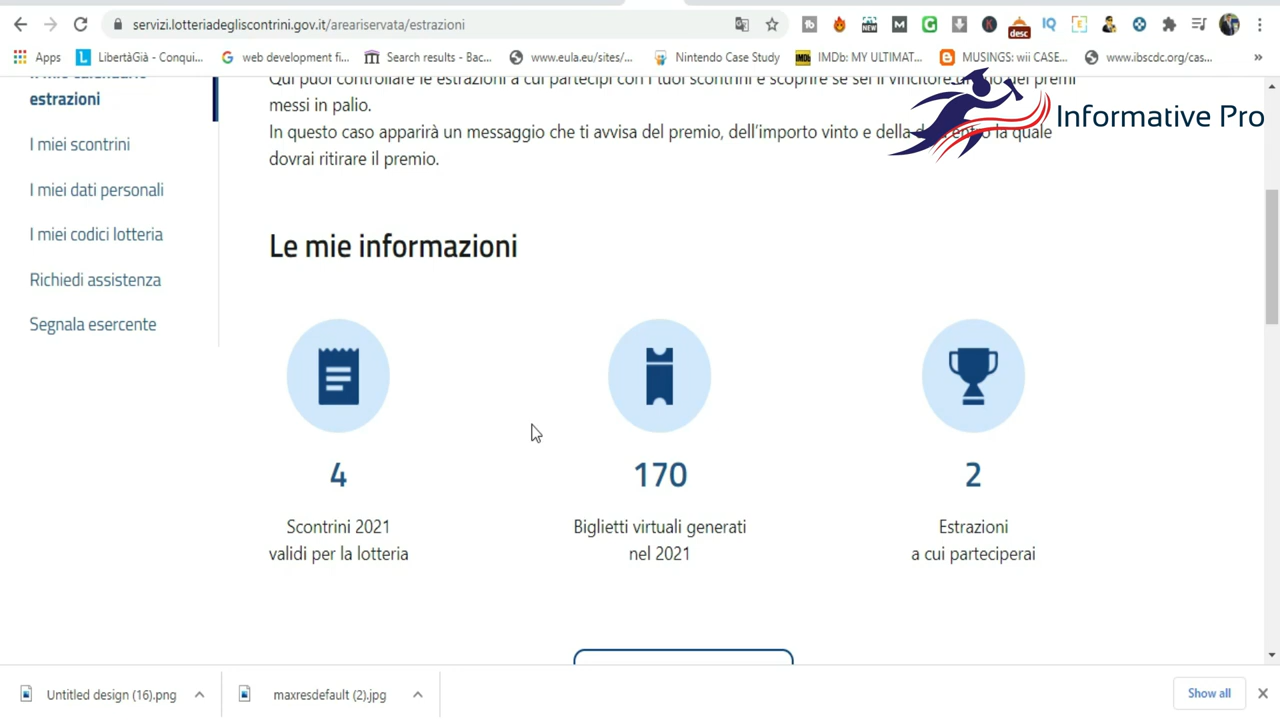 servizi.lotteriadegliscontrini.gov.it/areariservata/estrazioni
Apps
LibertàGià - Conqui...
web development fi...
Search results - Bac...
www.eula.eu/sites/...
Nintendo Case Study
IMDb: MY ULTIMAT...
MUSINGS: wii CASE...
www.ibscdc.org/cas...
»
estrazioni
I miei scontrini
I miei dati personali
I miei codici lotteria
Richiedi assistenza
Segnala esercente
Qui puoi controllare le estrazioni a cui partecipi con i tuoi scontrini e scoprire se sei il vincitore di uno dei premi
messi in palio.
In questo caso apparirà un messaggio che ti avvisa del premio, dell'importo vinto e della entro la quale
dovrai ritirare il premio.
Informative Pro
Le mie informazioni
4
Scontrini 2021
validi per la lotteria
170
Biglietti virtuali generati
nel 2021
2
Estrazioni
a cui parteciperai
Untitled design (16).png
maxresdefault (2).jpg
Show all